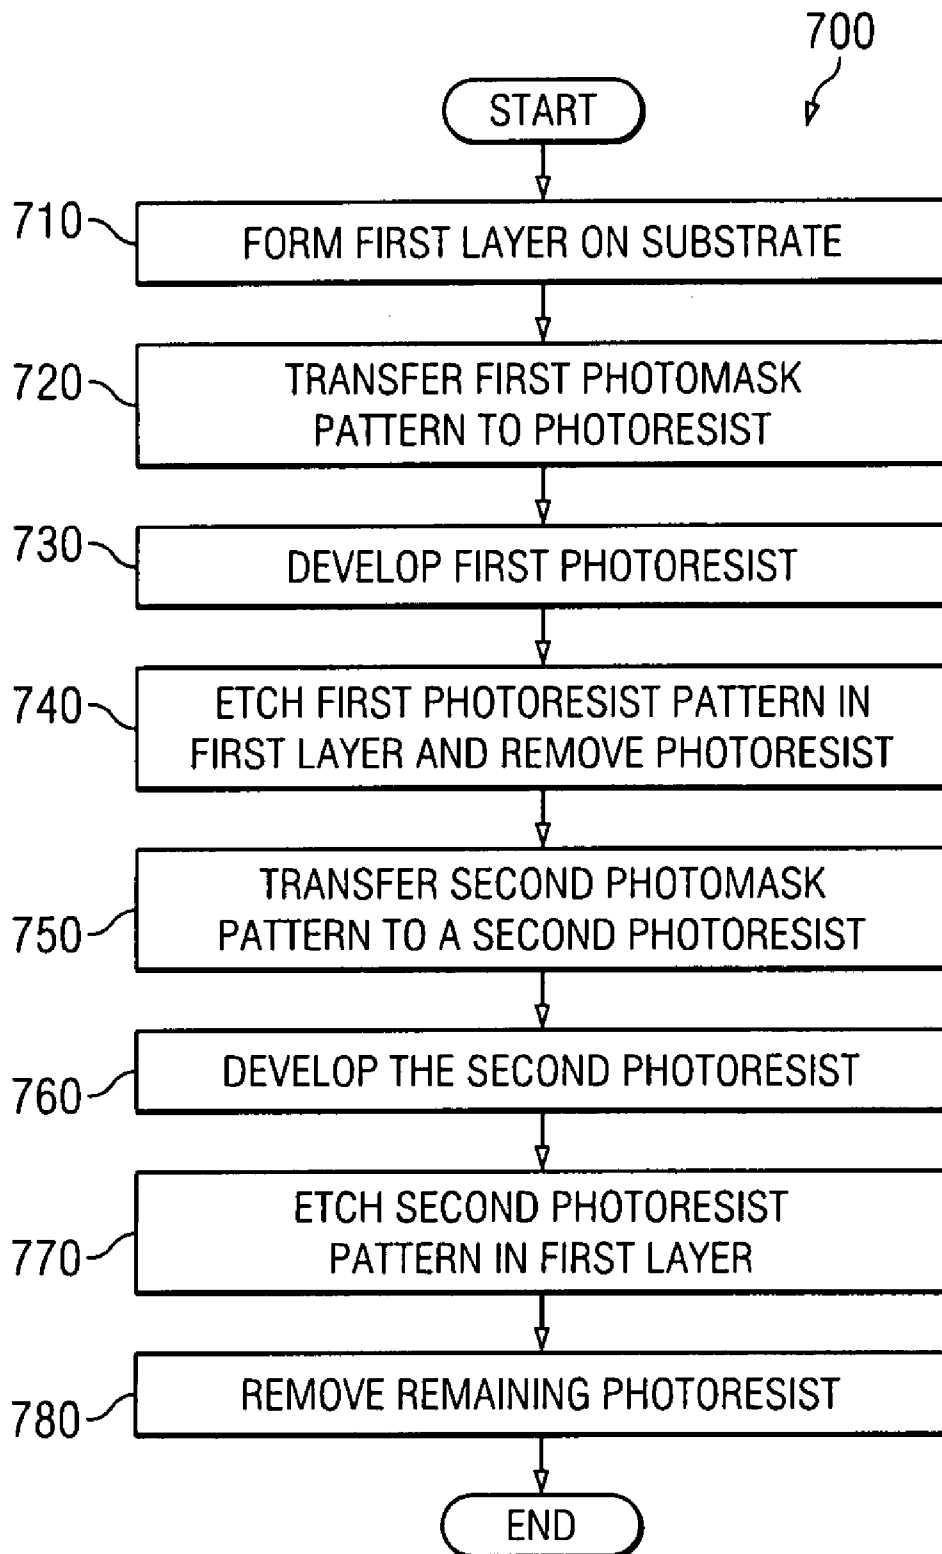 700
START
710
FORM FIRST LAYER ON SUBSTRATE
720
TRANSFER FIRST PHOTOMASK
PATTERN TO PHOTORESIST
730
DEVELOP FIRST PHOTORESIST
740
ETCH FIRST PHOTORESIST PATTERN IN
FIRST LAYER AND REMOVE PHOTORESIST
750
TRANSFER SECOND PHOTOMASK
PATTERN TO A SECOND PHOTORESIST
760
DEVELOP THE SECOND PHOTORESIST
770
ETCH SECOND PHOTORESIST
PATTERN IN FIRST LAYER
780
REMOVE REMAINING PHOTORESIST
END